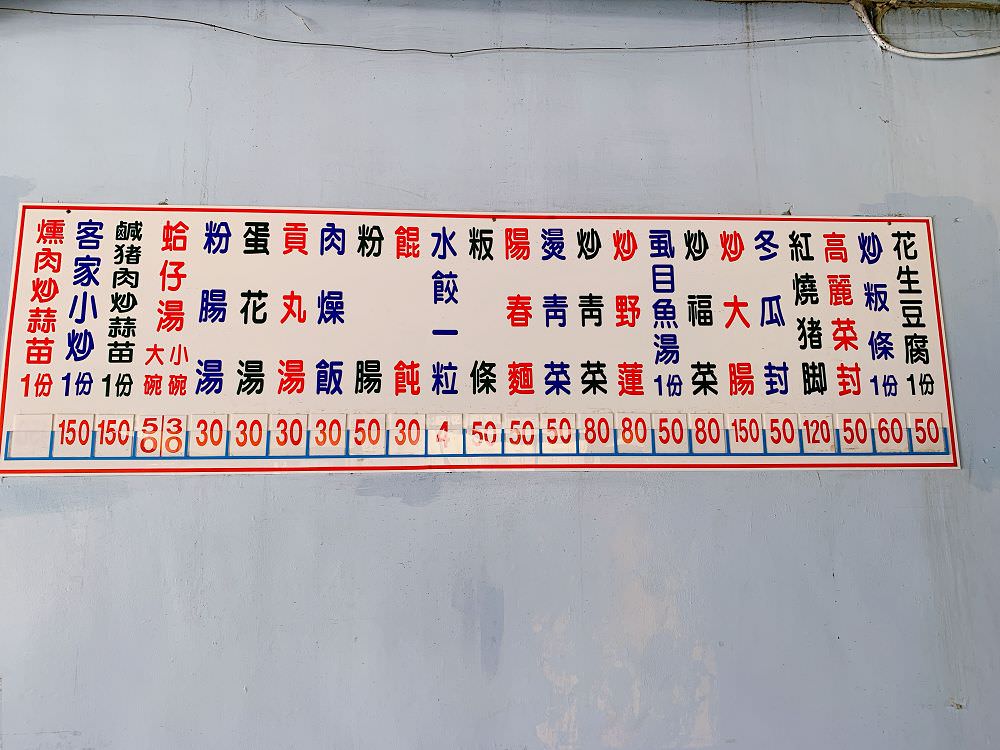 花生豆腐1份 50
炒粄條1份 60
高麗菜封 50
紅燒猪脚 120
冬瓜封 50
炒大腸 150
炒福菜 80
虱目魚湯1份 50
炒野蓮 80
炒青菜 80
燙青菜 50
陽春麵 50
粄條 50
水餃一粒 4
餛飩 30
粉腸 50
肉燥飯 30
貢丸湯 30
蛋花湯 30
粉腸湯 30
蛤仔湯 小碗 30 大碗 50
鹹猪肉炒蒜苗1份 150
客家小炒1份 150
燻肉炒蒜苗1份